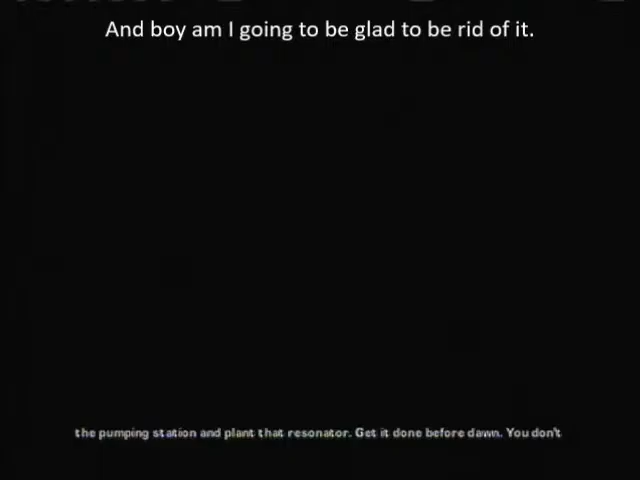 And boy am I going to be glad to be rid of it.
the pumping station and plant that resonator. Get it done before dawn. You don't